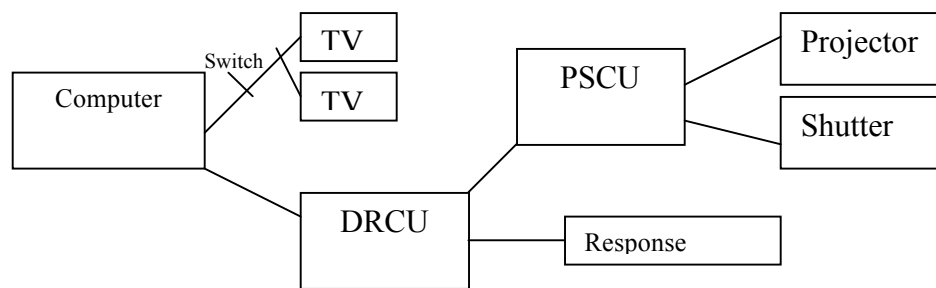 TV
Projector
Switch
PSCU
Computer
TV
Shutter
DRCU
Response